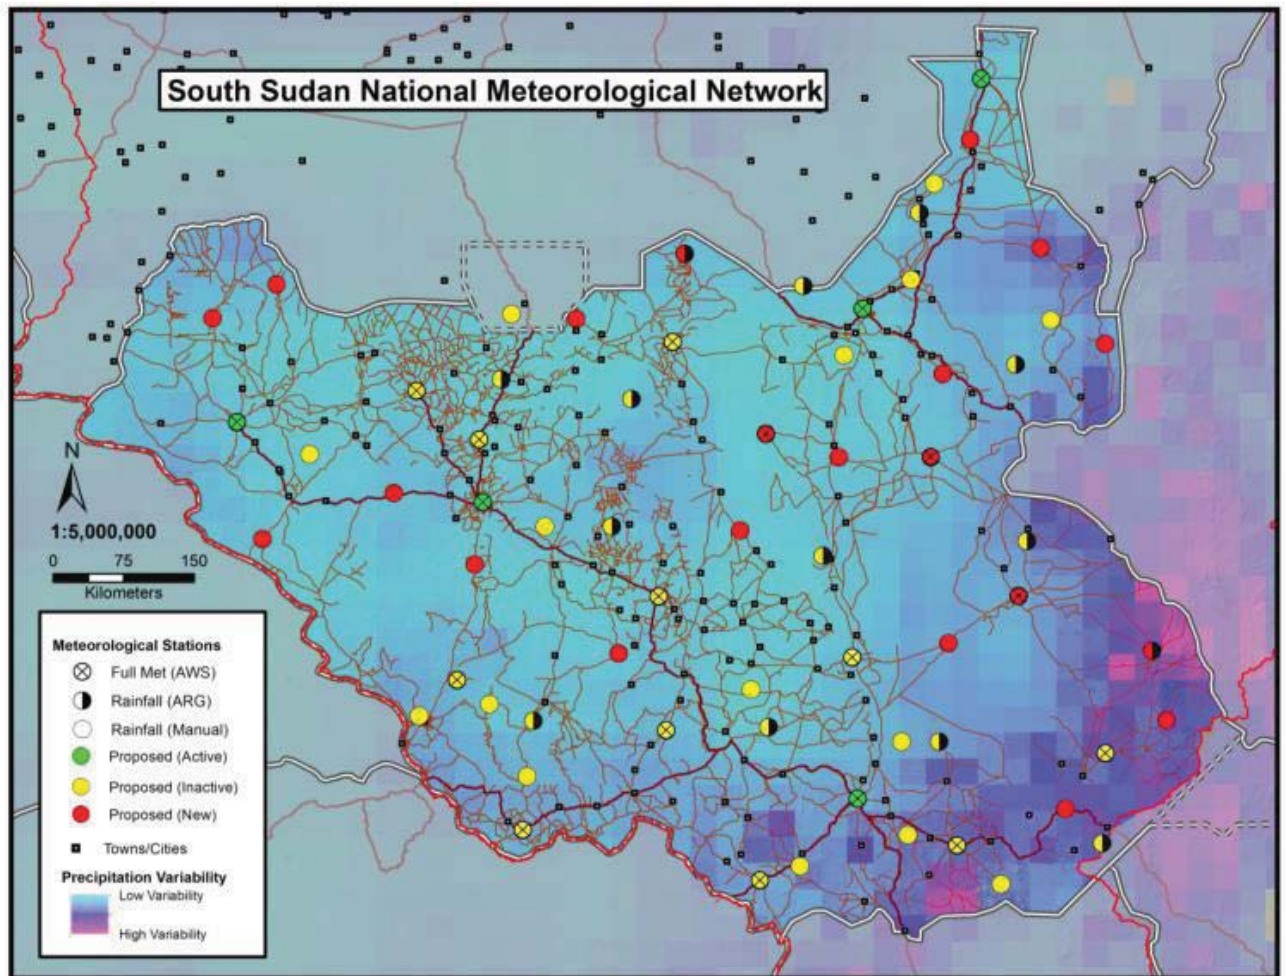 South Sudan National Meteorological Network
N
1:5,000,000
0 75 150
Kilometers
Meteorological Stations
Full Met (AWS)
Rainfall (ARG)
Rainfall (Manual)
Proposed (Active)
Proposed (Inactive)
Proposed (New)
Towns/Cities
Precipitation Variability
Low Variability
High Variability